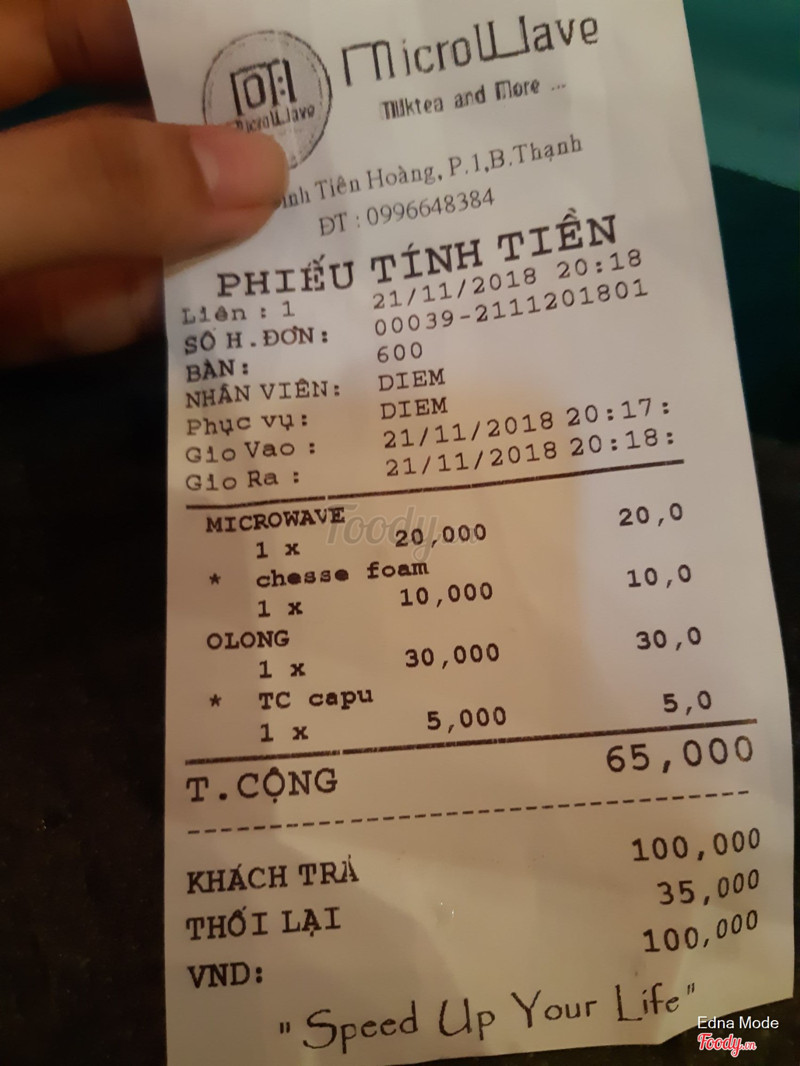 MicroWave
Milktea and More ...
MicroWave
Tiên Hoàng, P.1,B.Thạnh
ĐT : 0996648384
PHIẾU TÍNH TIỀN
Liên : 1 21/11/2018 20:18
SỐ H.ĐƠN: 00039-2111201801
BÀN: 600
NHÂN VIÊN: DIEM
Phục vụ: DIEM
Gio Vao : 21/11/2018 20:17:
Gio Ra : 21/11/2018 20:18:
MICROWAVE
1 x 20,000 20,0
* chesse foam
1 x 10,000 10,0
OLONG
1 x 30,000 30,0
* TC capu
1 x 5,000 5,0
T.CỘNG 65,000
KHÁCH TRẢ 100,000
THỐI LẠI 35,000
VND: 100,000
"Speed Up Your Life"
Foody.vn
Edna Mode
Foody.vn